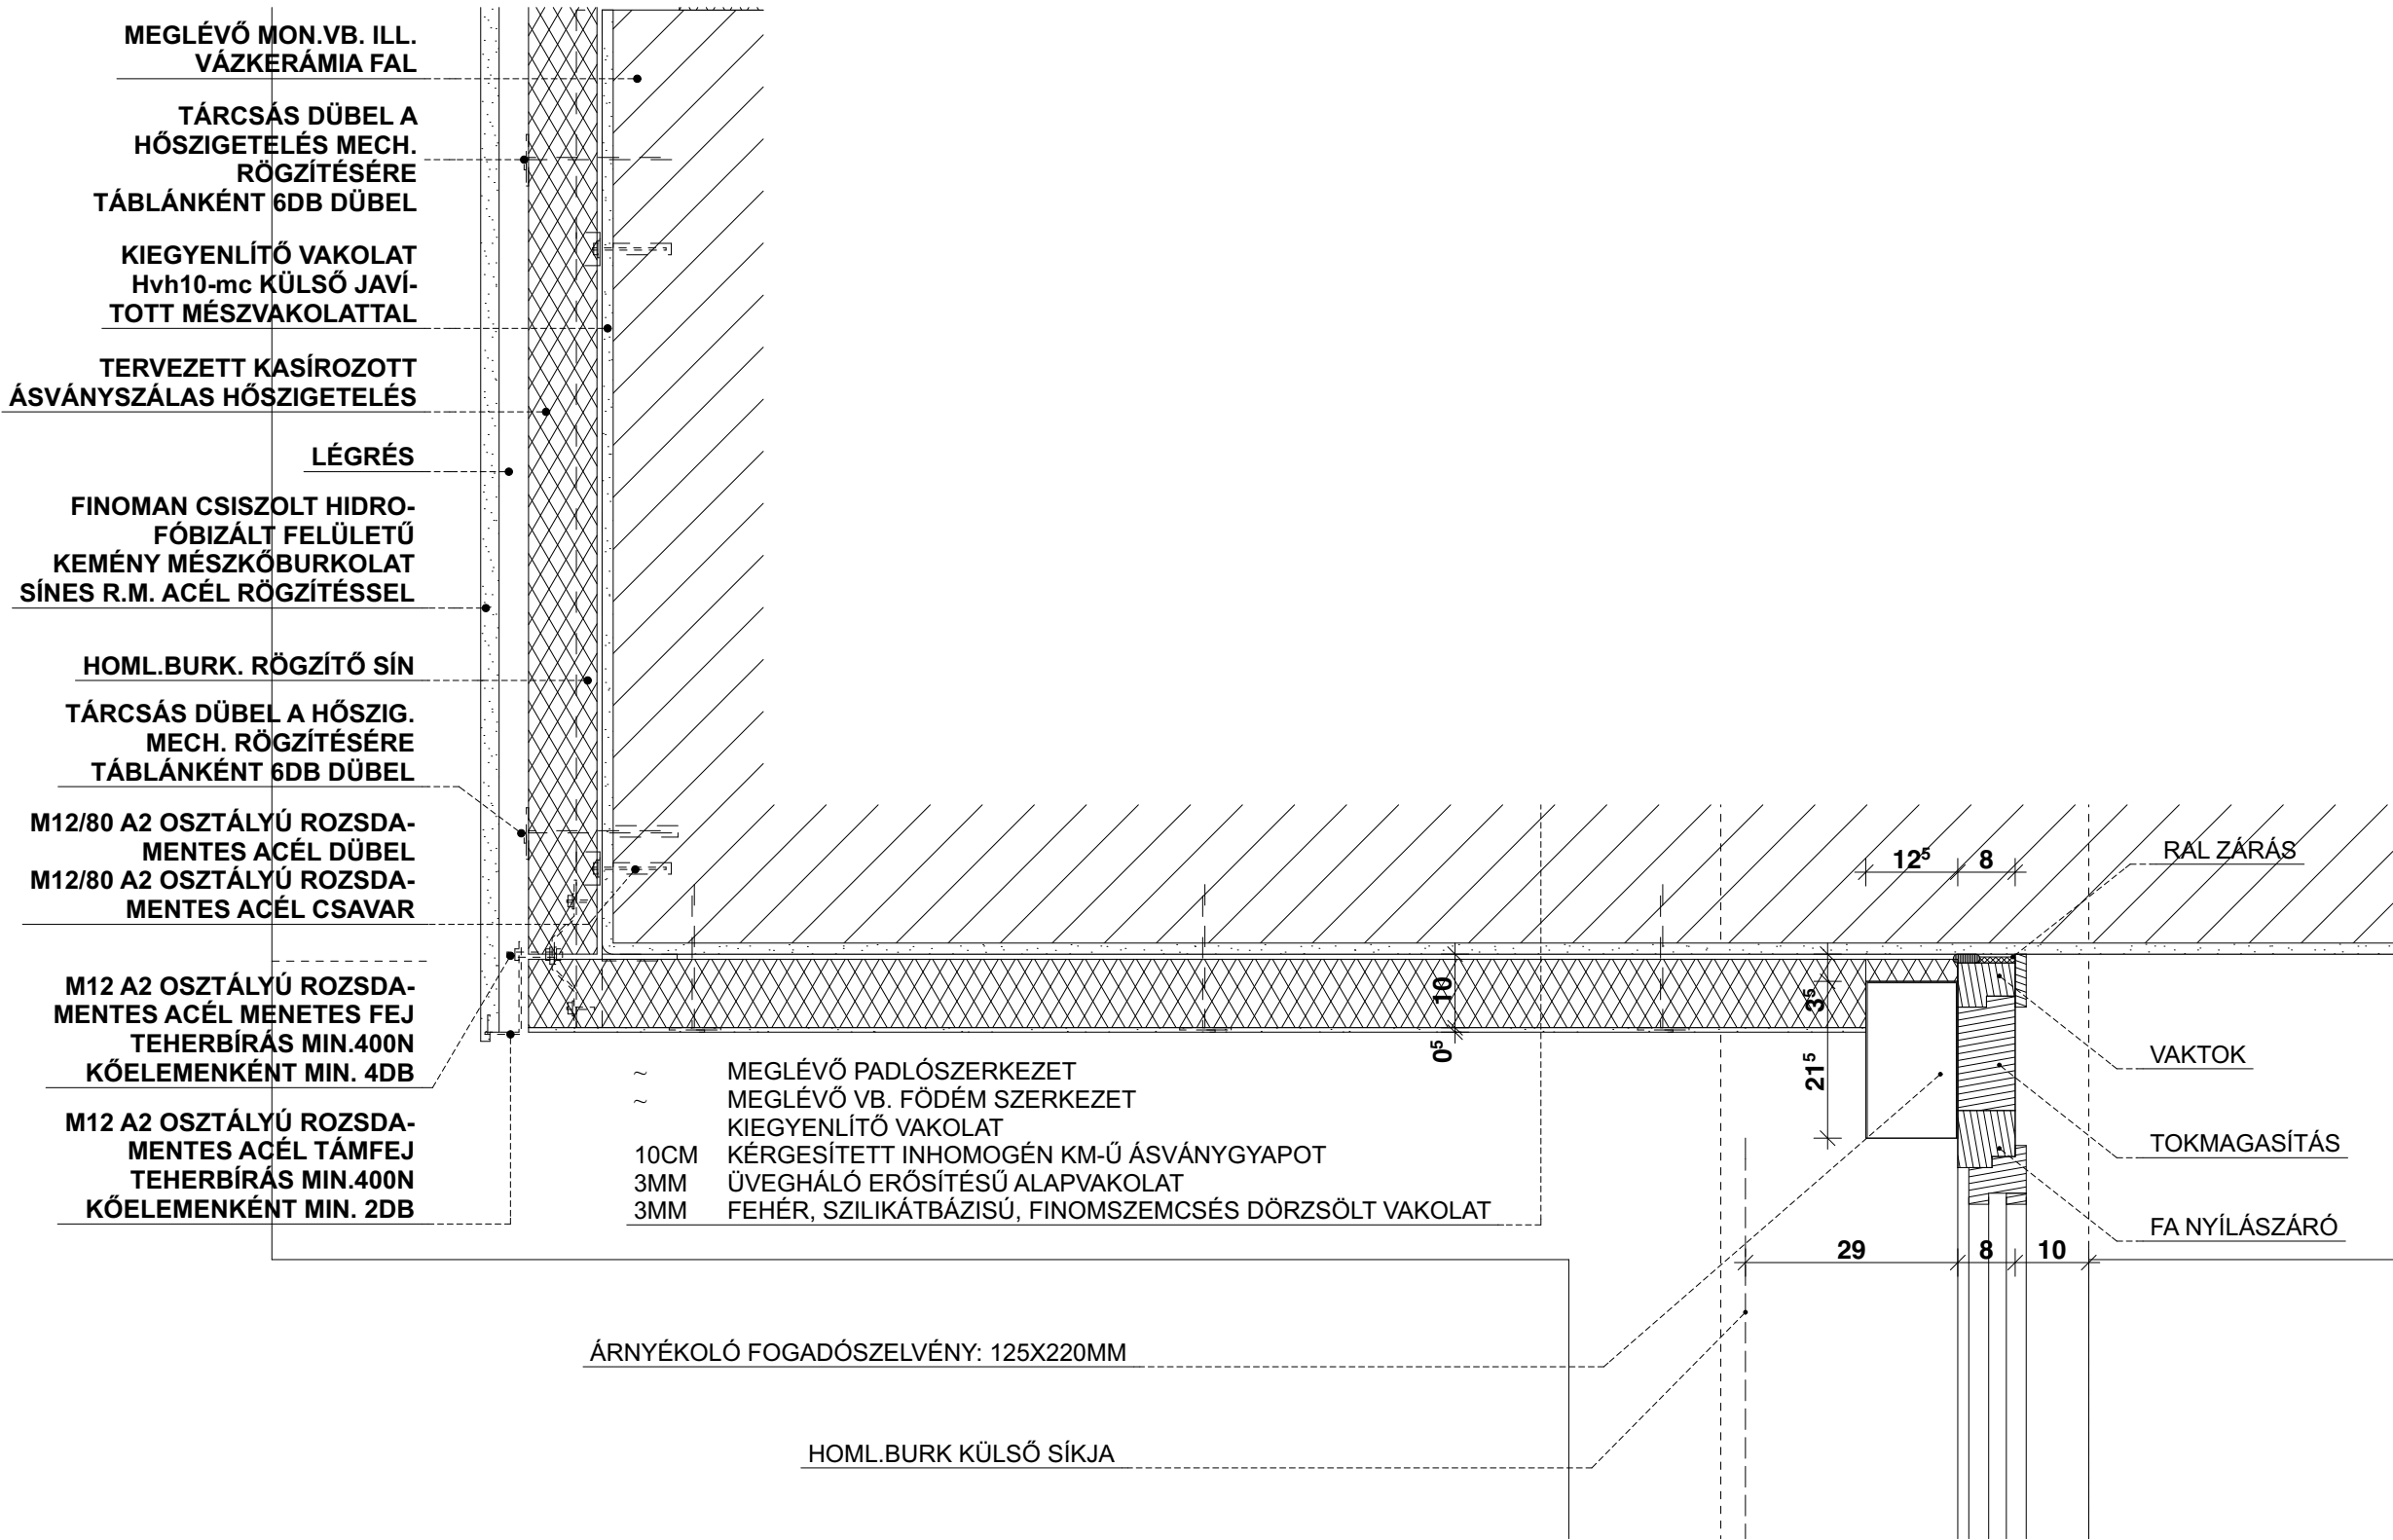 MEGLÉVŐ MON.VB. ILL.
VÁZKERÁMIA FAL
TÁRCSÁS DÜBEL A
HŐSZIGETELÉS MECH.
RÖGZÍTÉSÉRE
TÁBLÁNKÉNT 6DB DÜBEL
KIEGYENLÍTŐ VAKOLAT
Hvh10-mc KÜLSŐ JAVÍ-
TOTT MÉSZVAKOLATTAL
TERVEZETT KASÍROZOTT
ÁSVÁNYSZÁLAS HŐSZIGETELÉS
LÉGRÉS
FINOMAN CSISZOLT HIDRO-
FÓBIZÁLT FELÜLETŰ
KEMÉNY MÉSZKŐBURKOLAT
SÍNES R.M. ACÉL RÖGZÍTÉSSEL
HOML.BURK. RÖGZÍTŐ SÍN
TÁRCSÁS DÜBEL A HŐSZIG.
MECH. RÖGZÍTÉSÉRE
TÁBLÁNKÉNT 6DB DÜBEL
M12/80 A2 OSZTÁLYÚ ROZSDA-
MENTES ACÉL DÜBEL
M12/80 A2 OSZTÁLYÚ ROZSDA-
MENTES ACÉL CSAVAR
M12 A2 OSZTÁLYÚ ROZSDA-
MENTES ACÉL MENETES FEJ
TEHERBÍRÁS MIN.400N
KŐELEMENKÉNT MIN. 4DB
M12 A2 OSZTÁLYÚ ROZSDA-
MENTES ACÉL TÁMFEJ
TEHERBÍRÁS MIN.400N
KŐELEMENKÉNT MIN. 2DB
~ MEGLÉVŐ PADLÓSZERKEZET
~ MEGLÉVŐ VB. FÖDÉM SZERKEZET
KIEGYENLÍTŐ VAKOLAT
10CM KÉRGESÍTETT INHOMOGÉN KM-Ű ÁSVÁNYGYAPOT
3MM ÜVEGHÁLÓ ERŐSÍTÉSŰ ALAPVAKOLAT
3MM FEHÉR, SZILIKÁTBÁZISÚ, FINOMSZEMCSÉS DÖRZSÖLT VAKOLAT
10
0⁵
12⁵ 8
3⁵
21⁵
RAL ZÁRÁS
VAKTOK
TOKMAGASÍTÁS
FA NYÍLÁSZÁRÓ
29 8 10
ÁRNYÉKOLÓ FOGADÓSZELVÉNY: 125X220MM
HOML.BURK KÜLSŐ SÍKJA